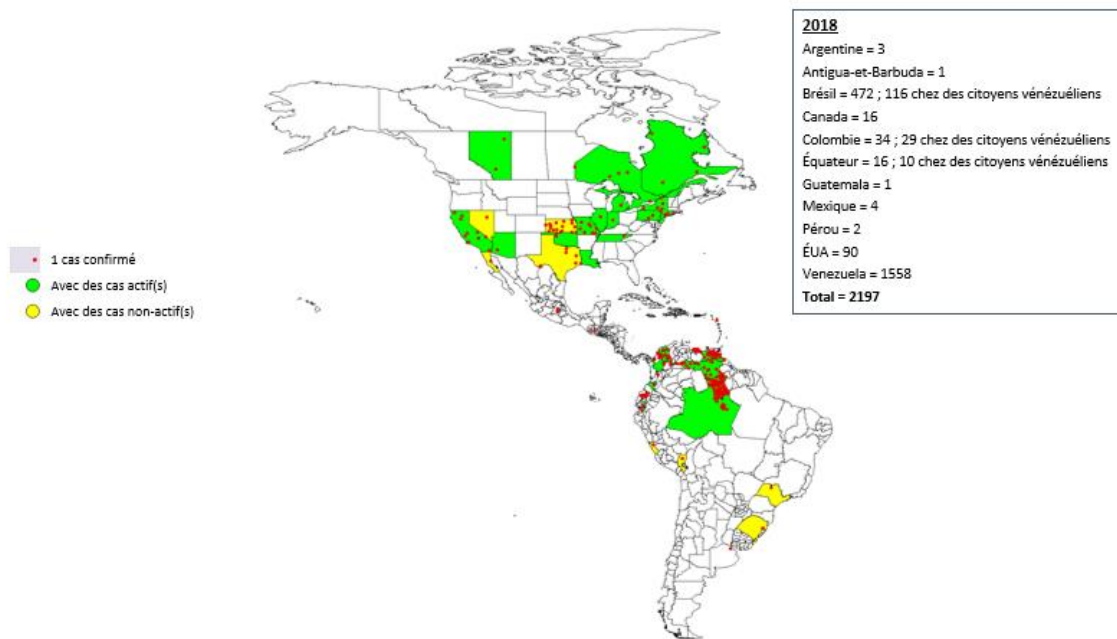 2018
Argentine = 3
Antigua-et-Barbuda = 1
Brésil = 472 ; 116 chez des citoyens vénézuéliens
Canada = 16
Colombie = 34 ; 29 chez des citoyens vénézuéliens
Équateur = 16 ; 10 chez des citoyens vénézuéliens
Guatemala = 1
Mexique = 4
Pérou = 2
ÉUA = 90
Venezuela = 1558
Total = 2197
1 cas confirmé
Avec des cas actif(s)
Avec des cas non-actif(s)